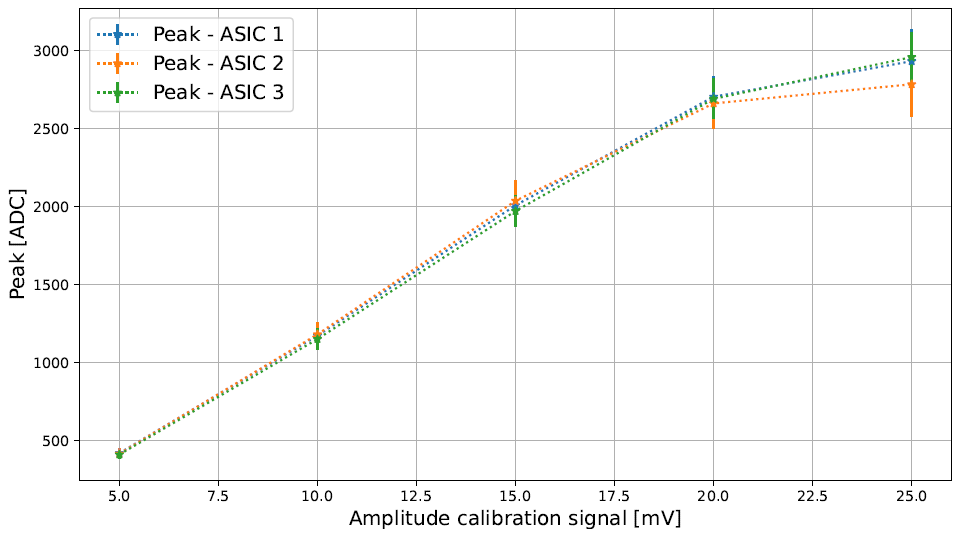 Peak - ASIC 1
Peak - ASIC 2
Peak - ASIC 3
Peak [ADC]
3000
2500
2000
1500
1000
500
5.0 7.5 10.0 12.5 15.0 17.5 20.0 22.5 25.0
Amplitude calibration signal [mV]